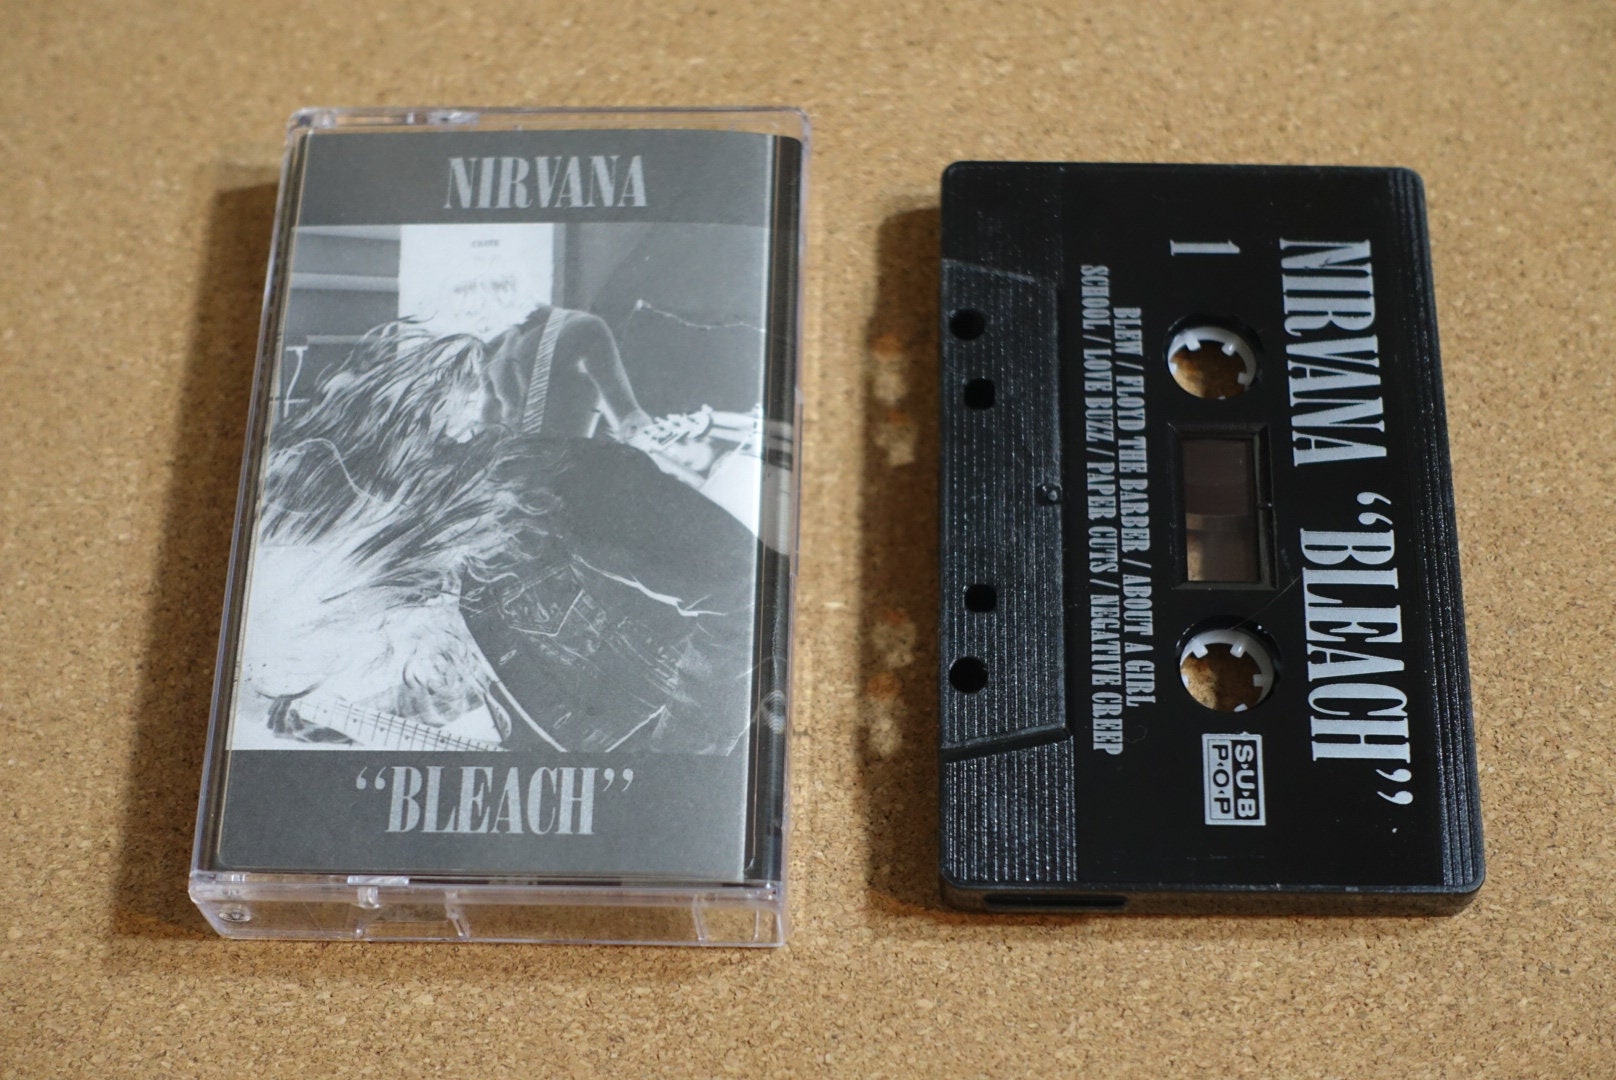 NIRVANA
“BLEACH”
NIRVANA “BLEACH”
1
BLEW / FLOYD THE BARBER / ABOUT A GIRL
SCHOOL / LOVE BUZZ / PAPER CUTS / NEGATIVE CREEP
S·U·B
P·O·P